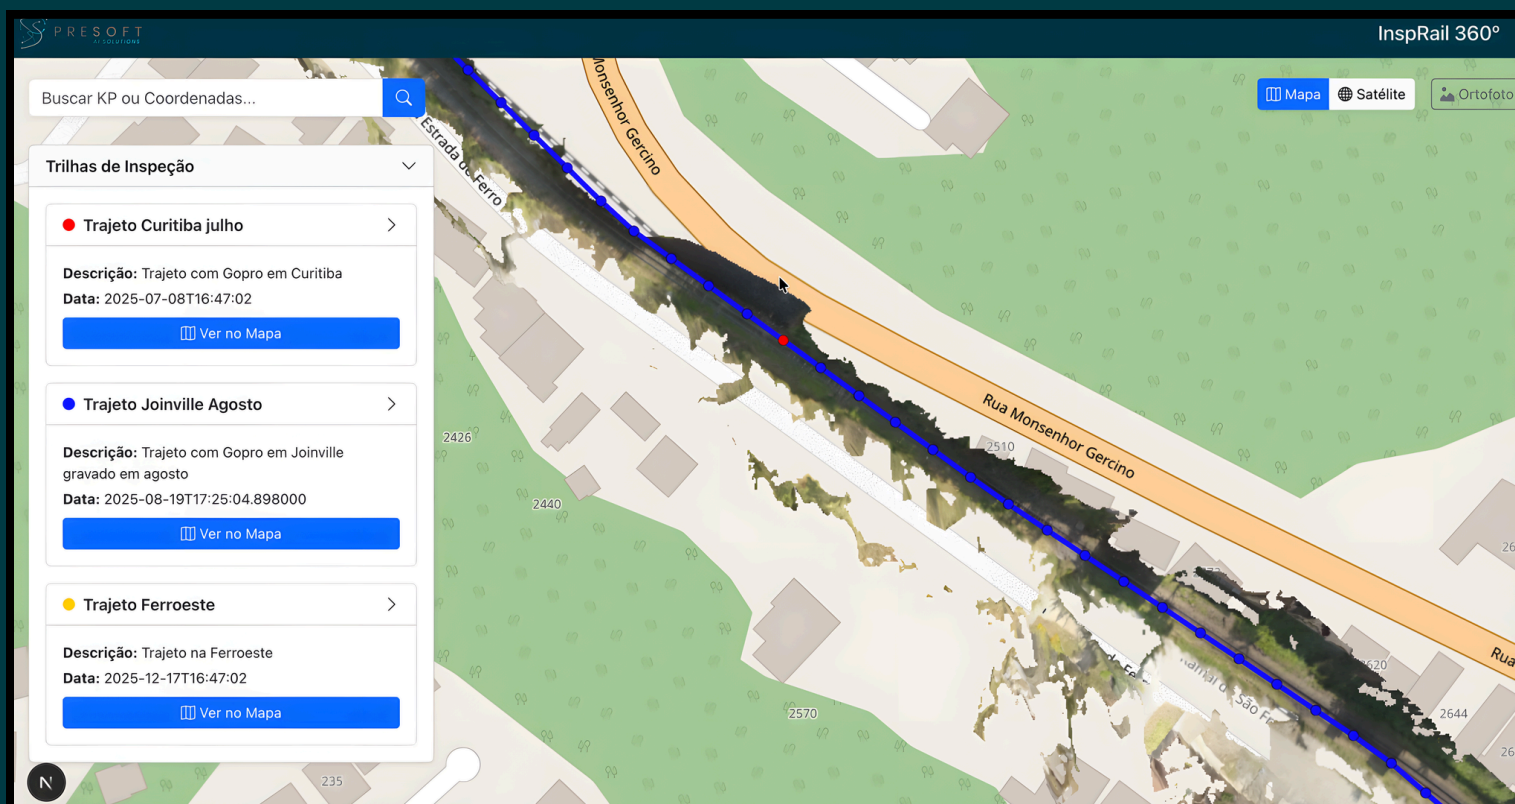 PRESOFT
AI SOLUTIONS
InspRail 360º
Buscar KP ou Coordenadas...
Mapa
Satélite
Ortofoto
Trilhas de Inspeção
Trajeto Curitiba julho
Descrição: Trajeto com Gopro em Curitiba
Data: 2025-07-08T16:47:02
Ver no Mapa
Trajeto Joinville Agosto
Descrição: Trajeto com Gopro em Joinville
gravado em agosto
Data: 2025-08-19T17:25:04.898000
Ver no Mapa
Trajeto Ferroeste
Descrição: Trajeto na Ferroeste
Data: 2025-12-17T16:47:02
Ver no Mapa
N
Monsenhor Gercino
Estrada de Ferro
Rua Monsenhor Gercino
Rua
2426
2440
2510
2570
2620
2644
235